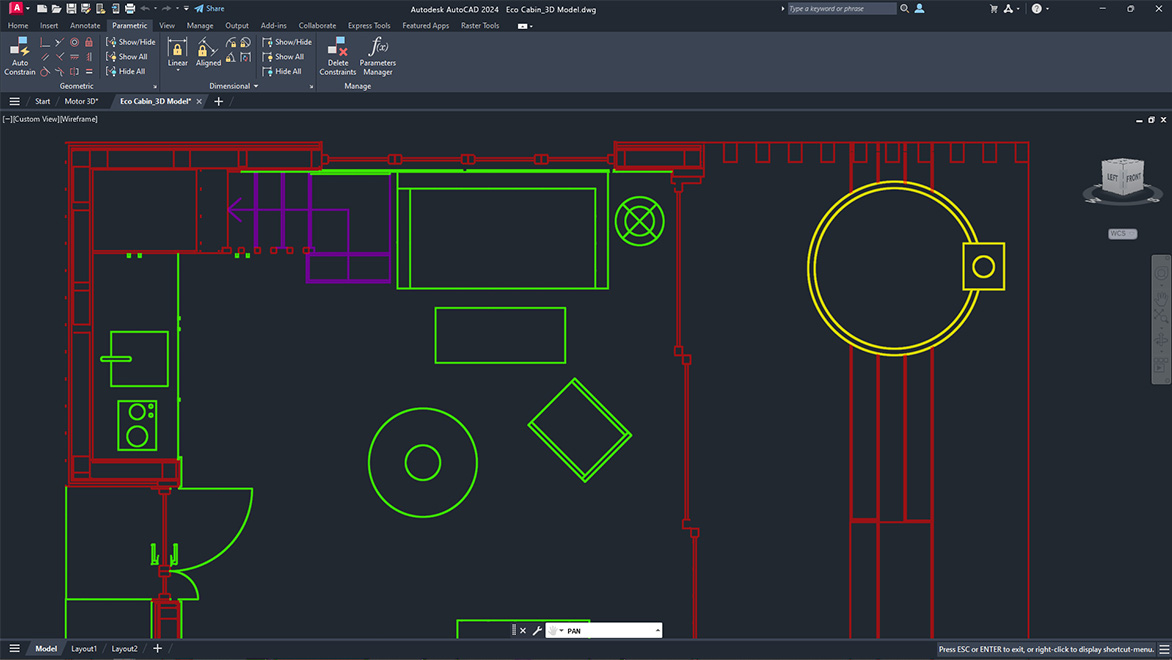 A Share Autodesk AutoCAD 2024 Eco Cabin_3D Model.dwg Type a keyword or phrase
Home Insert Annotate Parametric View Manage Output Add-ins Collaborate Express Tools Featured Apps Raster Tools
Auto Constrain
Show/Hide
Show All
Hide All
Linear
Aligned
Show/Hide
Show All
Hide All
Delete Constraints
f(x)
Parameters Manager
Geometric Dimensional Manage
Start Motor 3D* Eco Cabin_3D Model*
[−][Custom View][Wireframe]
LEFT FRONT
WCS
PAN
Model Layout1 Layout2 Press ESC or ENTER to exit, or right-click to display shortcut-menu.